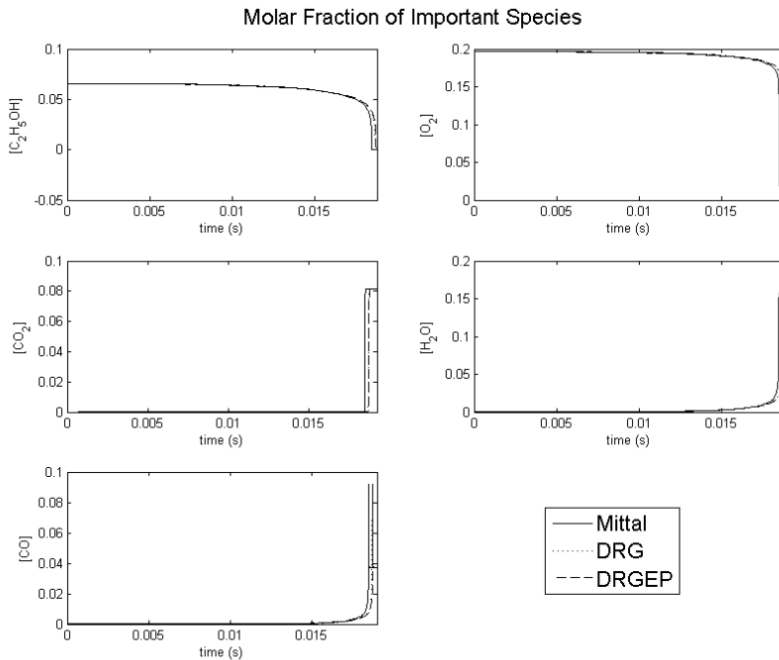 Molar Fraction of Important Species
0.1
0.05
0
-0.05
[C₂H₅OH]
0 0.005 0.01 0.015
time (s)
0.2
0.15
0.1
0.05
0
[O₂]
0 0.005 0.01 0.015
time (s)
0.1
0.08
0.06
0.04
0.02
0
[CO₂]
0 0.005 0.01 0.015
time (s)
0.2
0.15
0.1
0.05
0
[H₂O]
0 0.005 0.01 0.015
time (s)
0.1
0.08
0.06
0.04
0.02
0
[CO]
0 0.005 0.01 0.015
time (s)
Mittal
DRG
DRGEP